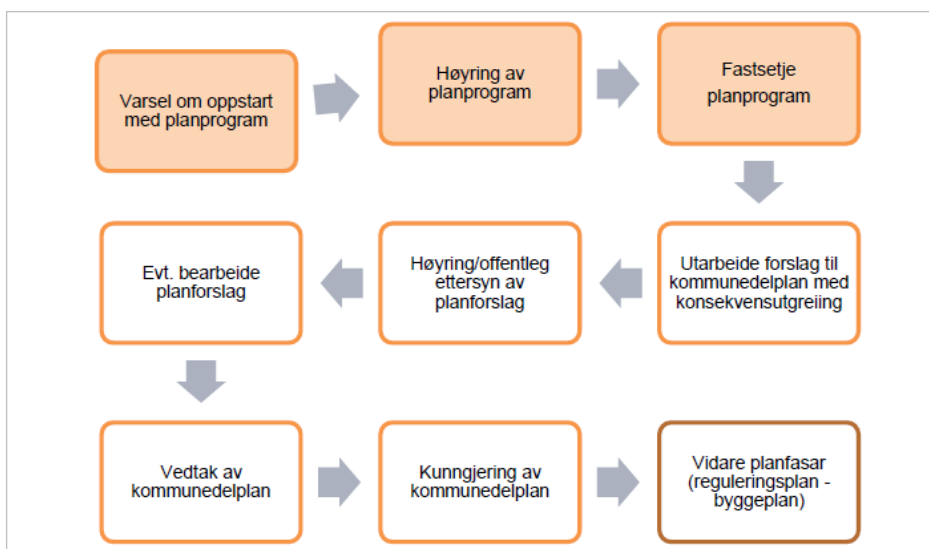 Varsel om oppstart
med planprogram
Høyring av
planprogram
Fastsetje
planprogram
Utarbeide forslag til
kommunedelplan med
konsekvensutgreiing
Høyring/offentleg
ettersyn av
planforslag
Evt. bearbeide
planforslag
Vedtak av
kommunedelplan
Kunngjering av
kommunedelplan
Vidare planfasar
(reguleringsplan -
byggeplan)